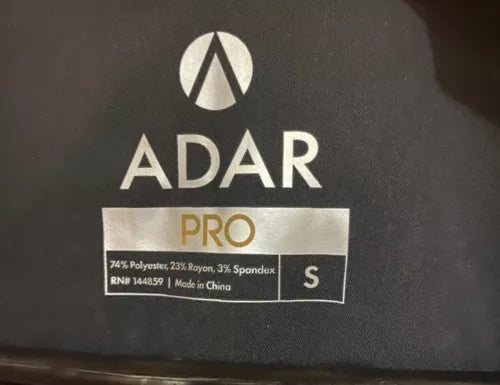 ADAR
PRO
74% Polyester, 23% Rayon, 3% Spandex
RN# 144859 | Made in China
S